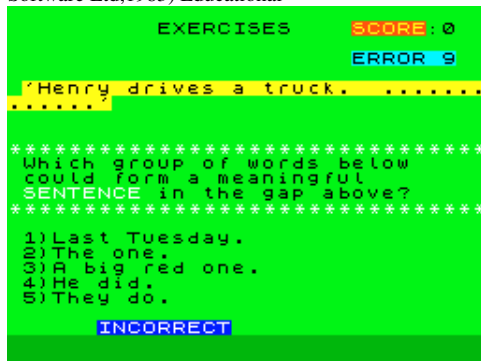 Software Ltd,1983) Educational
EXERCISES SCORE:0
ERROR 9
'Henry drives a truck. .......
......'
********************************
Which group of words below
could form a meaningful
SENTENCE in the gap above?
********************************
1)Last Tuesday.
2)The one.
3)A big red one.
4)He did.
5)They do.
INCORRECT